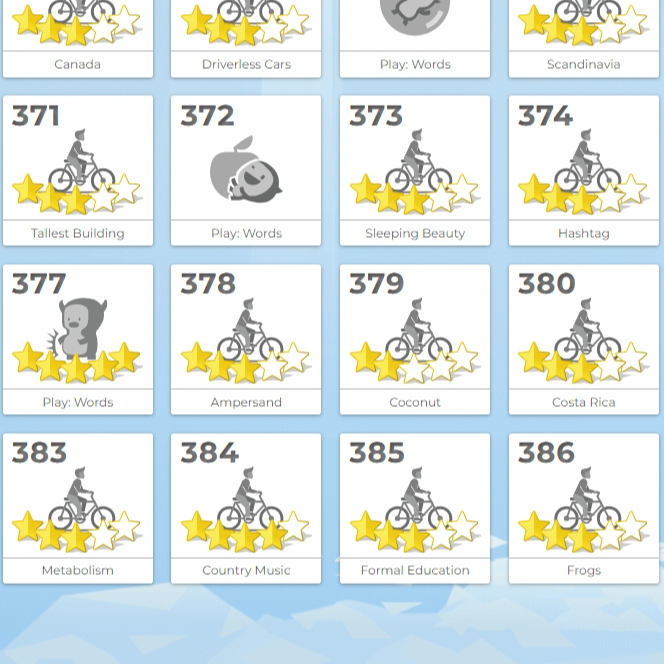 Canada
Driverless Cars
Play: Words
Scandinavia
371
372
373
374
Tallest Building
Play: Words
Sleeping Beauty
Hashtag
377
378
379
380
Play: Words
Ampersand
Coconut
Costa Rica
383
384
385
386
Metabolism
Country Music
Formal Education
Frogs